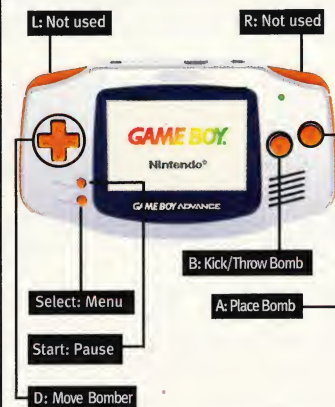 L: Not used
R: Not used
GAME BOY.
Nintendo®
GAME BOY ADVANCE
B: Kick/Throw Bomb
A: Place Bomb
Select: Menu
Start: Pause
D: Move Bomber